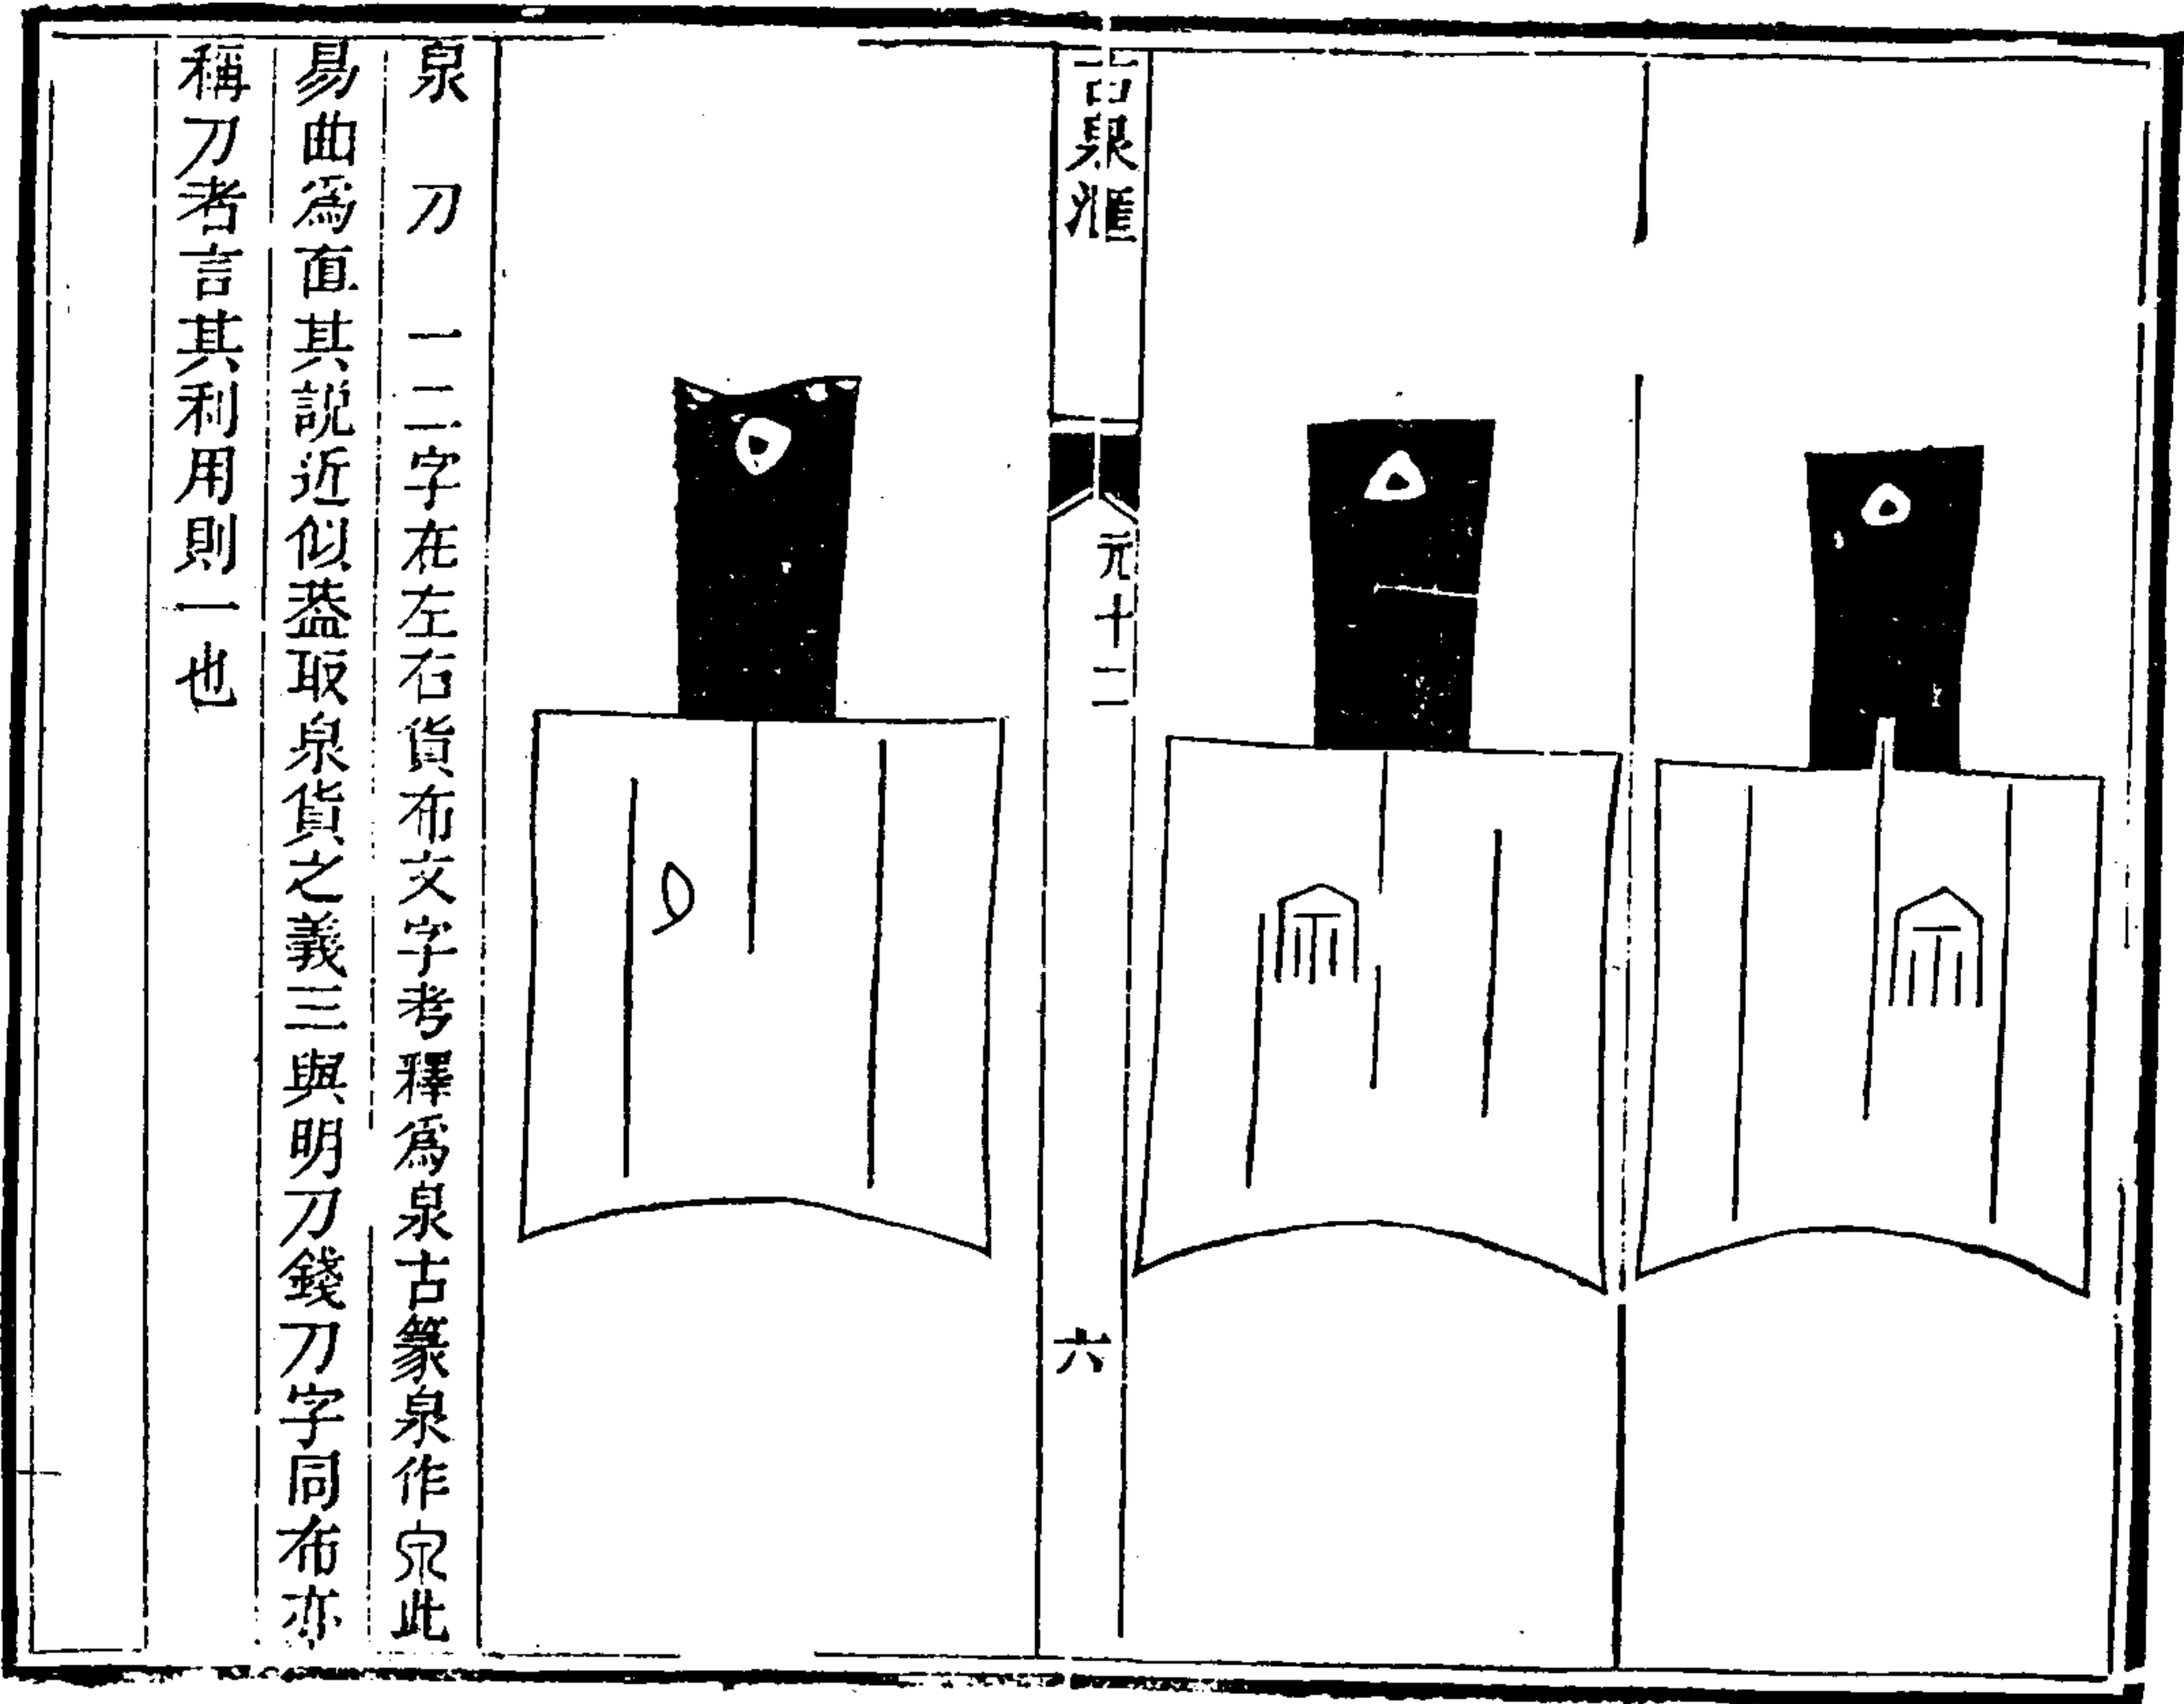 古泉滙
元十二
六
泉 刀 一二字在左右貨布文字考釋爲泉古篆泉作𤽄此
易曲爲直其說近似葢取泉貨之義三與明刀錢刀字同布亦
稱刀者言其利用則一也